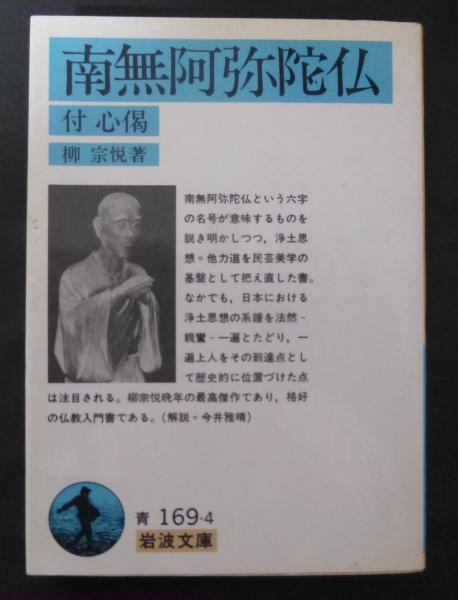 南無阿弥陀仏
付 心偈
柳 宗悦著
南無阿弥陀仏という六字
の名号が意味するものを
説き明かしつつ，浄土思
想=他力道を民芸美学の
基盤として把え直した書。
なかでも，日本における
浄土思想の系譜を法然-
親鸞-一遍とたどり，一
遍上人をその到達点とし
て歴史的に位置づけた点
は注目される。柳宗悦晩年の最高傑作であり，格好
の仏教入門書である。(解説=今井雅晴)
青 169-4
岩波文庫